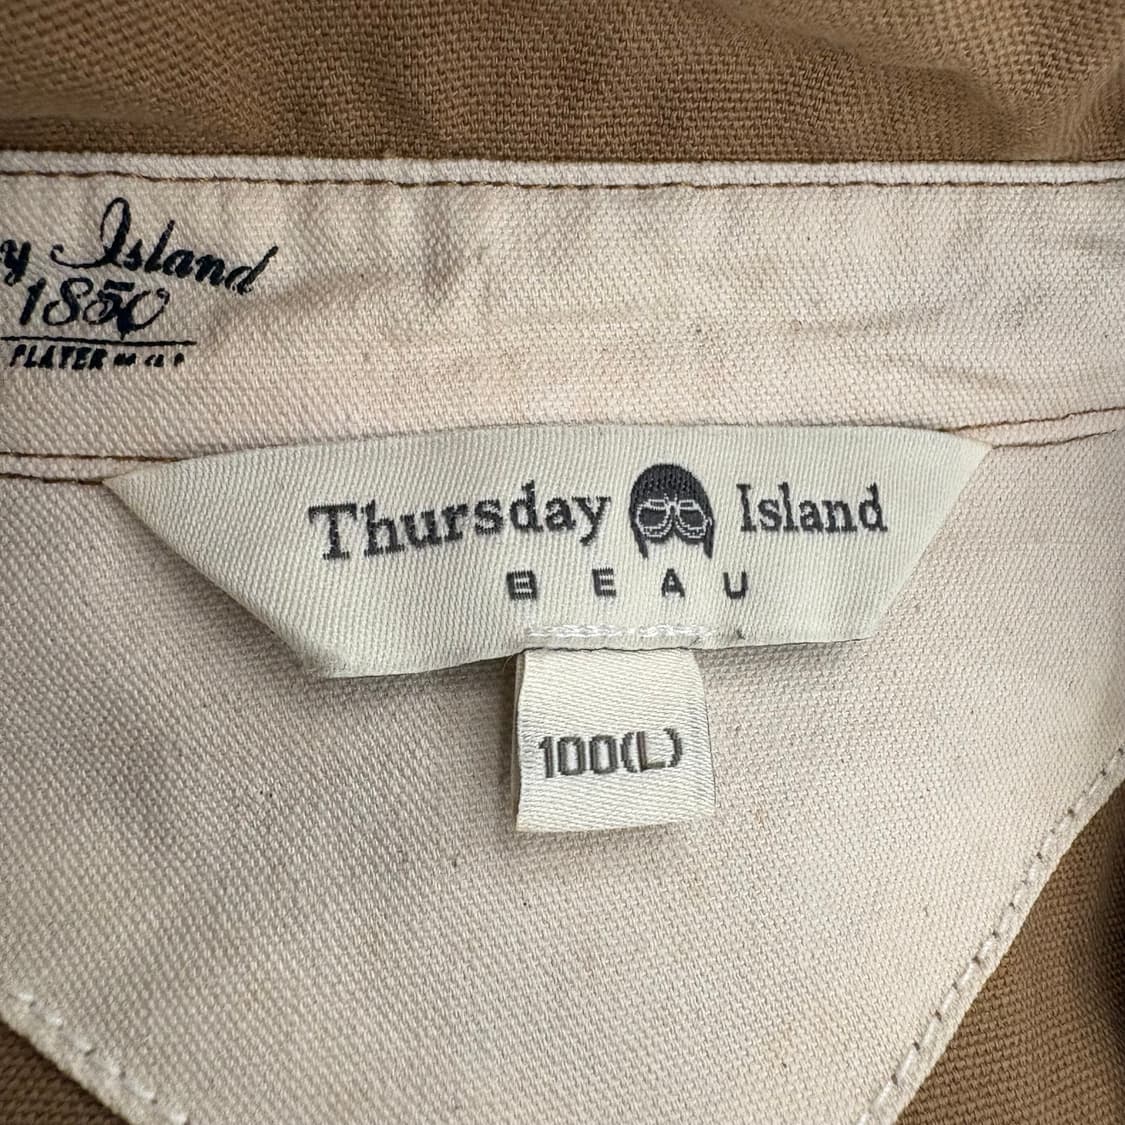 y Island
1850
PLAYER
Thursday Island
BEAU
100(L)